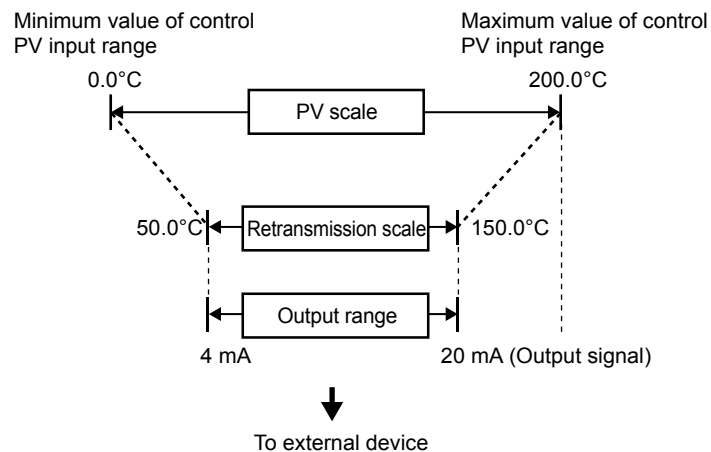 Minimum value of control
PV input range
Maximum value of control
PV input range
0.0°C
200.0°C
PV scale
50.0°C
Retransmission scale
150.0°C
Output range
4 mA
20 mA (Output signal)
To external device